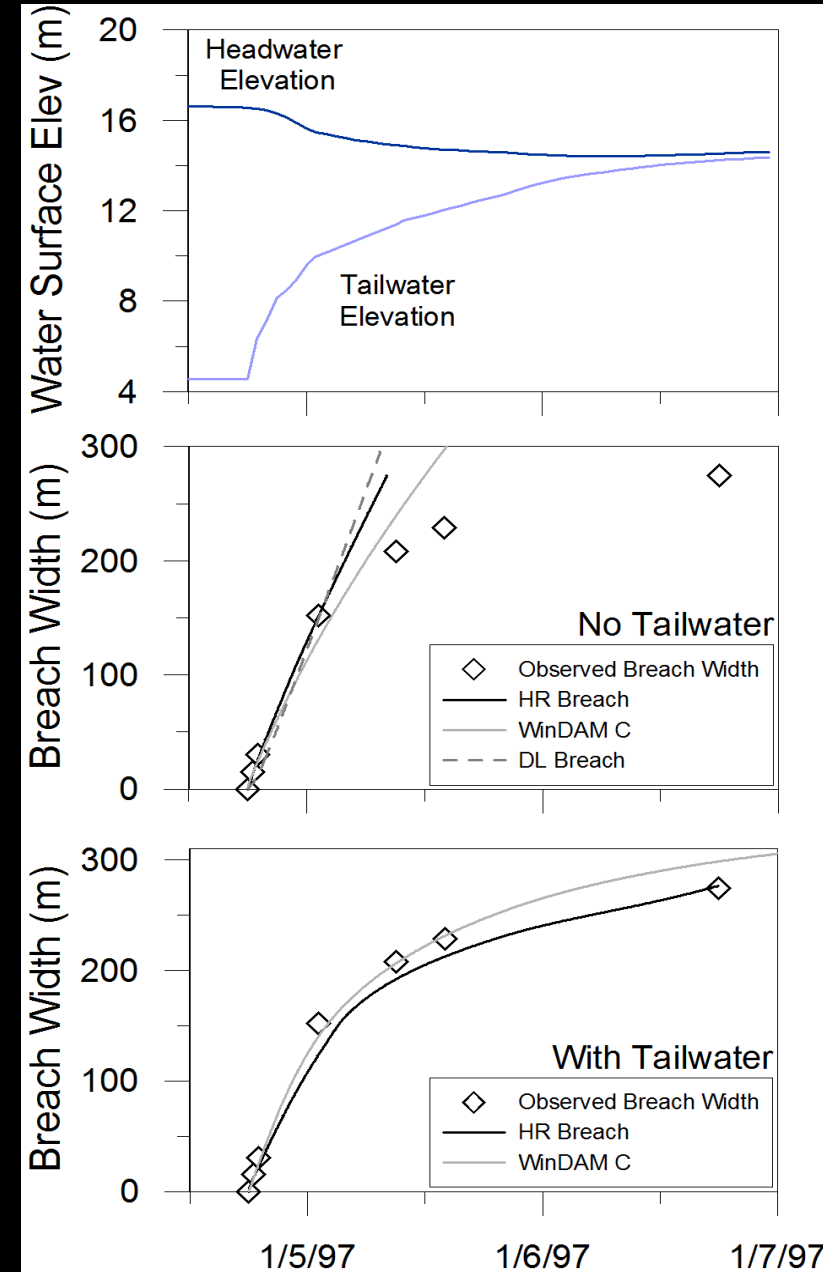 Water Surface Elev (m)
20
16
12
8
4
Headwater
Elevation
Tailwater
Elevation
Breach Width (m)
300
200
100
0
No Tailwater
Observed Breach Width
HR Breach
WinDAM C
DL Breach
Breach Width (m)
300
200
100
0
With Tailwater
Observed Breach Width
HR Breach
WinDAM C
1/5/97
1/6/97
1/7/97